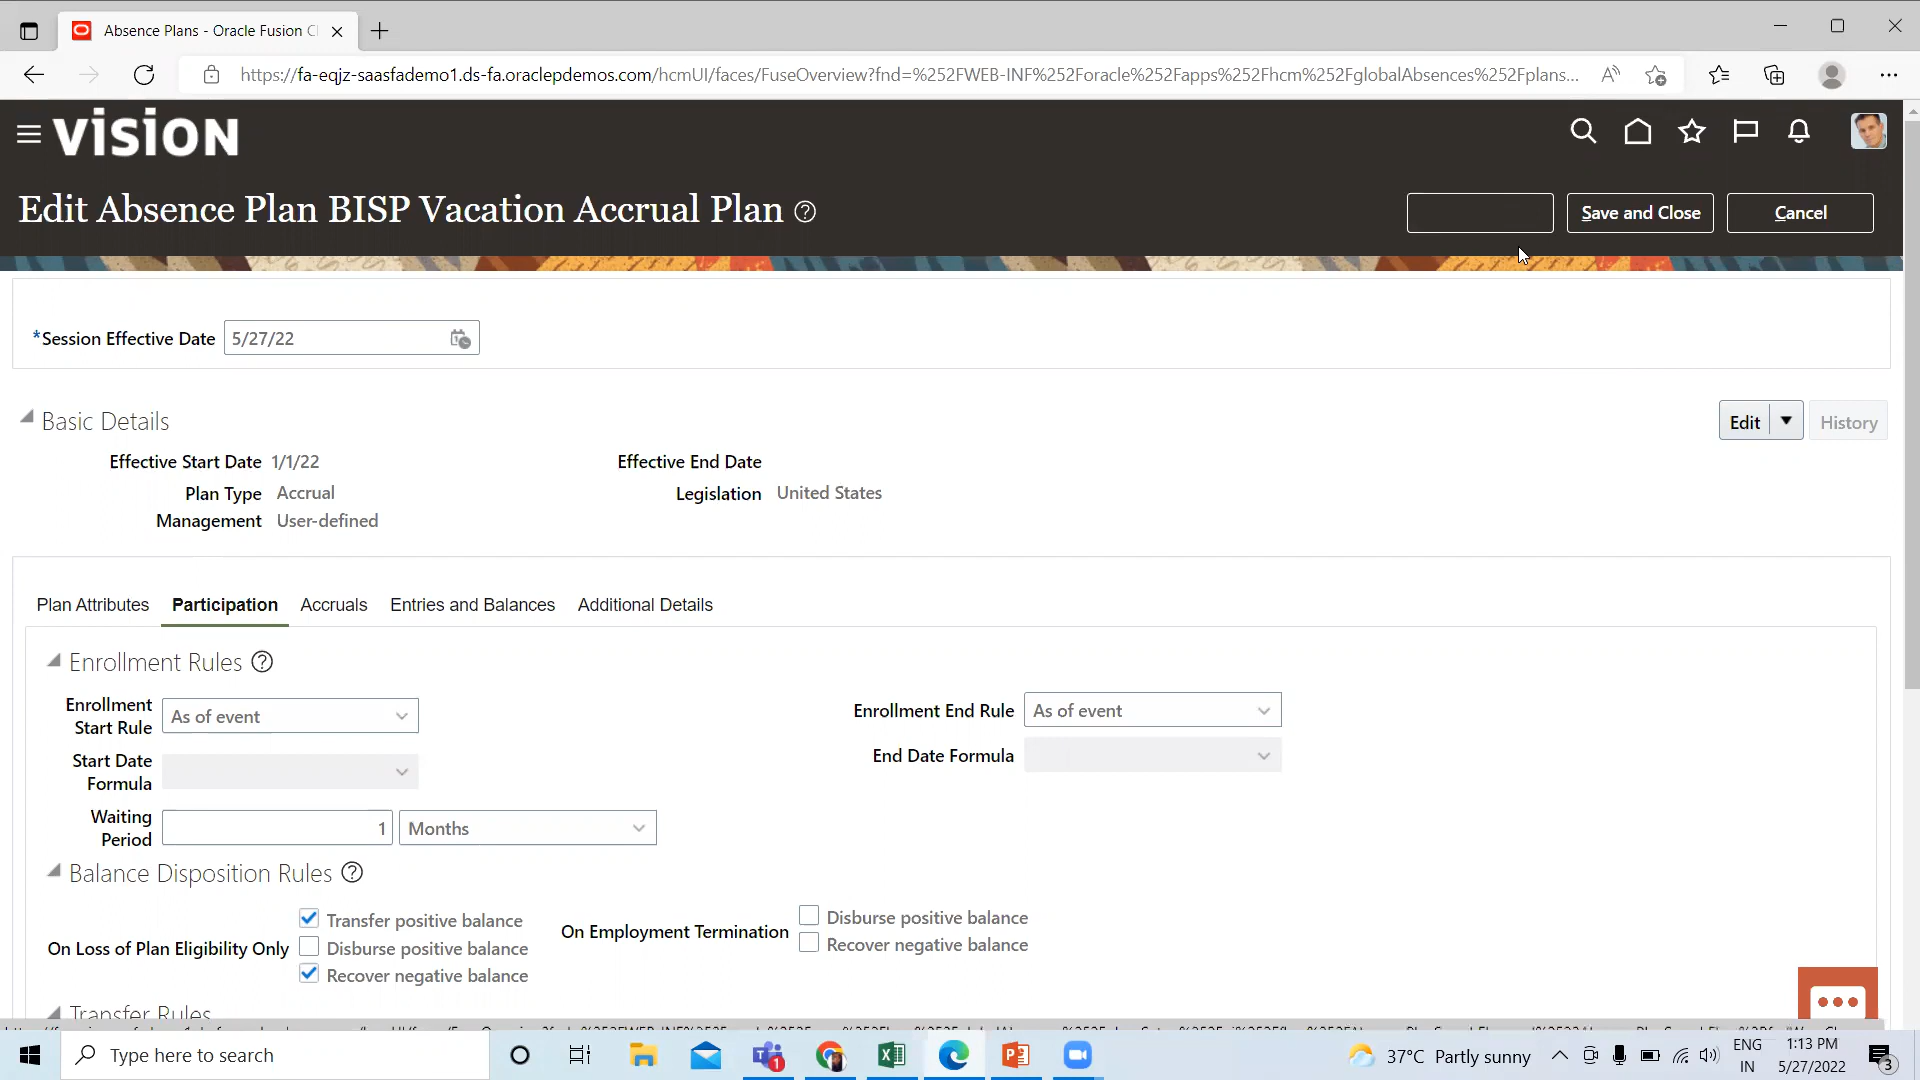 Absence Plans - Oracle Fusion C
https://fa-eqjz-saasfademo1.ds-fa.oraclepdemos.com/hcmUI/faces/FuseOverview?fnd=%252FWEB-INF%252Foracle%252Fapps%252Fhcm%252FglobalAbsences%252Fplans...
VISION
Edit Absence Plan BISP Vacation Accrual Plan ?
Save and Close
Cancel
*Session Effective Date 5/27/22
Basic Details
Edit
History
Effective Start Date 1/1/22
Effective End Date
Plan Type Accrual
Legislation United States
Management User-defined
Plan Attributes Participation Accruals Entries and Balances Additional Details
Enrollment Rules ?
Enrollment Start Rule As of event
Enrollment End Rule As of event
Start Date Formula
End Date Formula
Waiting Period 1 Months
Balance Disposition Rules ?
On Loss of Plan Eligibility Only
Transfer positive balance
Disburse positive balance
Recover negative balance
On Employment Termination
Disburse positive balance
Recover negative balance
Transfer Rules
Type here to search
1
37°C Partly sunny
ENG
IN
1:13 PM
5/27/2022
3